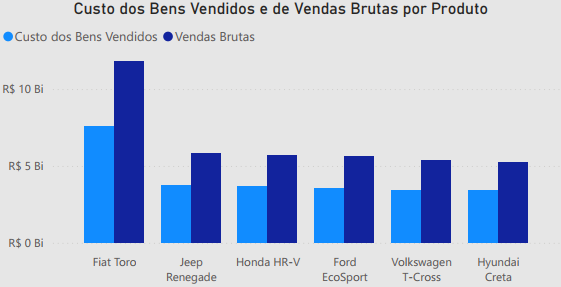 Custo dos Bens Vendidos e de Vendas Brutas por Produto
Custo dos Bens Vendidos Vendas Brutas
R$ 10 Bi
R$ 5 Bi
R$ 0 Bi
Fiat Toro
Jeep
Renegade
Honda HR-V
Ford
EcoSport
Volkswagen
T-Cross
Hyundai
Creta